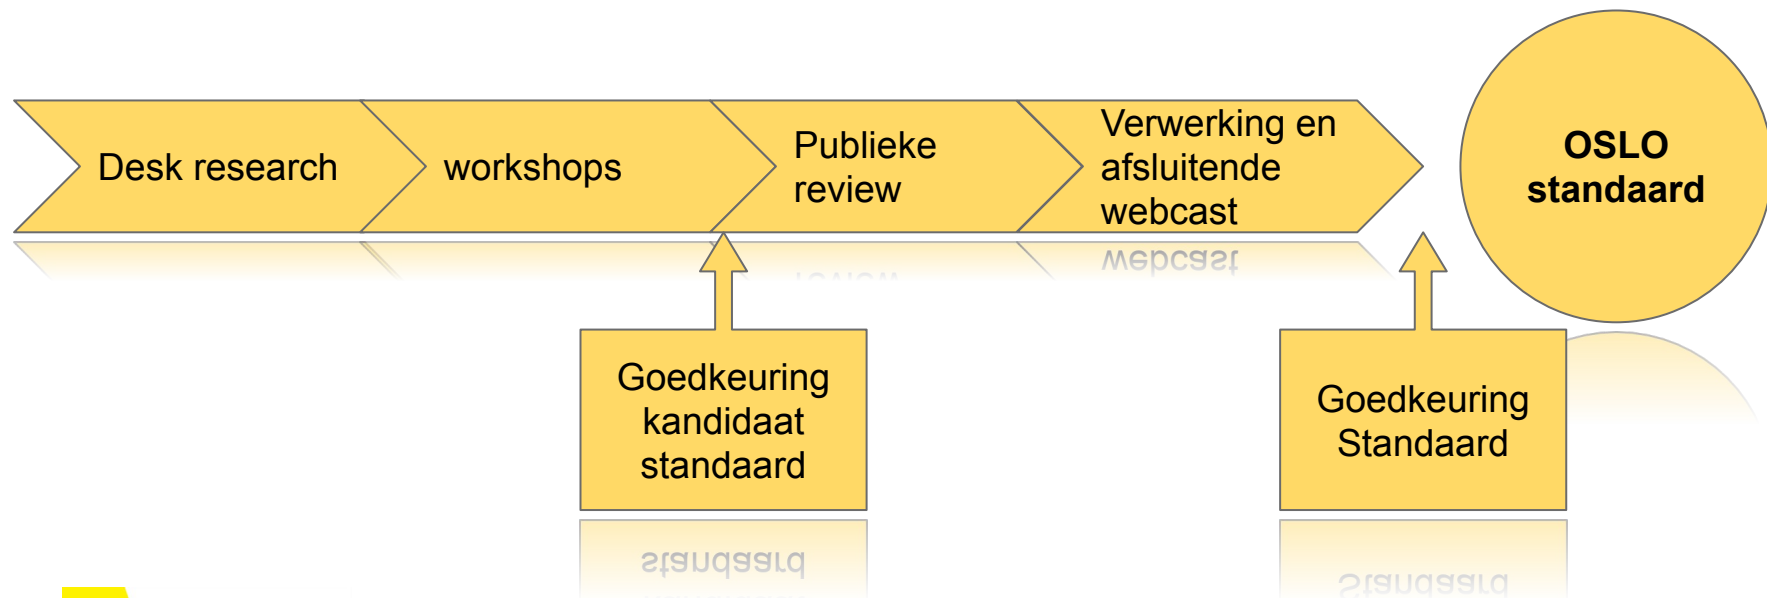 Desk research
workshops
Publieke
review
Verwerking en
afsluitende
webcast
OSLO
standaard
Goedkeuring
kandidaat
standaard
Goedkeuring
Standaard